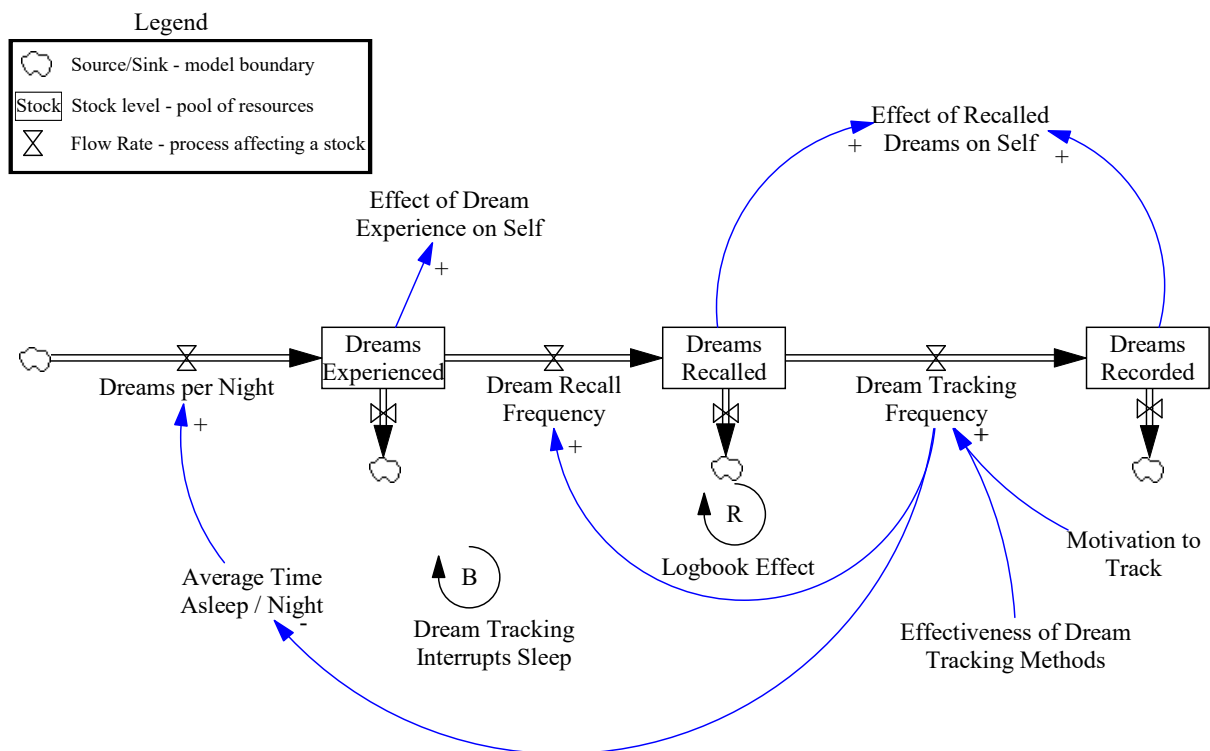 Legend
Source/Sink - model boundary
Stock Stock level - pool of resources
Flow Rate - process affecting a stock
Effect of Recalled
Dreams on Self
+
+
Effect of Dream
Experience on Self
+
Dreams
Experienced
Dreams
Recalled
Dreams
Recorded
Dreams per Night
+
Dream Recall
Frequency
+
Dream Tracking
Frequency
+
+
R
Logbook Effect
Motivation to
Track
Average Time
Asleep / Night
-
B
Dream Tracking
Interrupts Sleep
Effectiveness of Dream
Tracking Methods